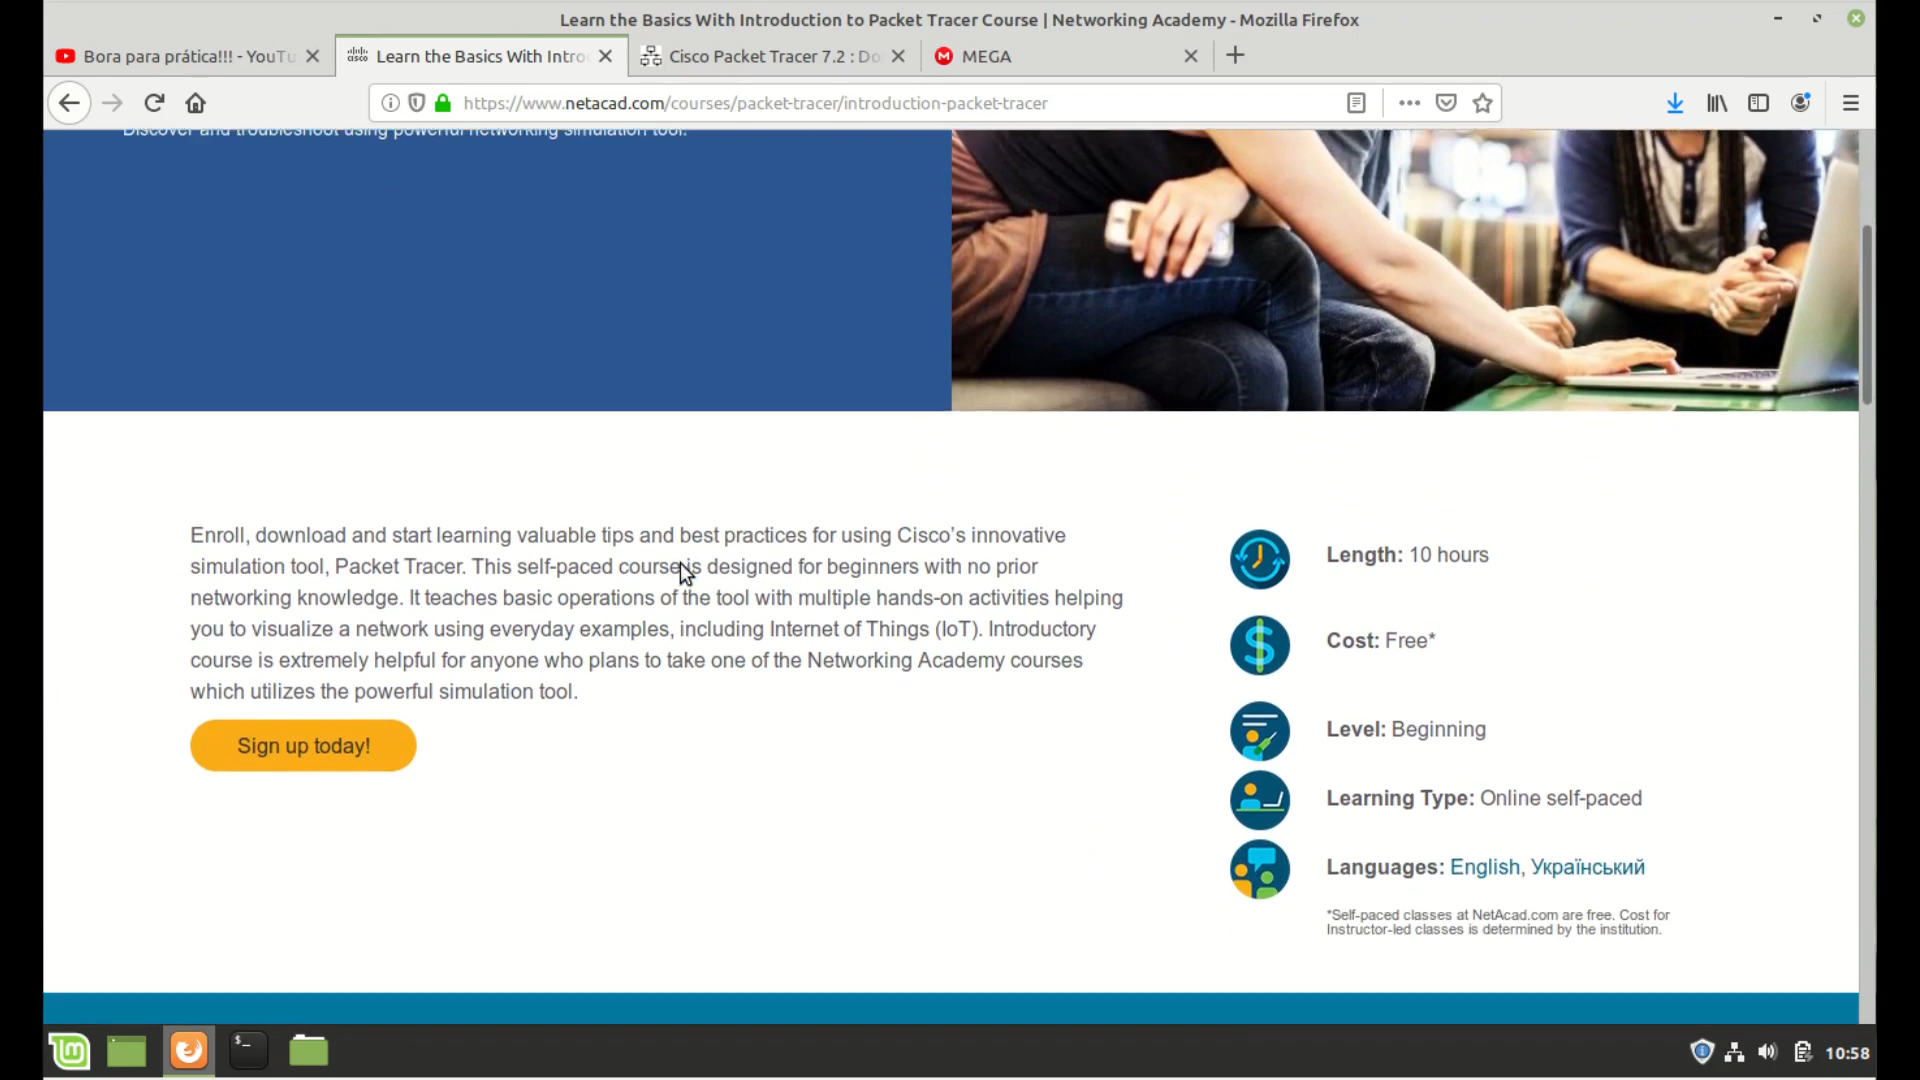 Learn the Basics With Introduction to Packet Tracer Course | Networking Academy - Mozilla Firefox
Bora para prática!!! - YouTu
Learn the Basics With Intro
Cisco Packet Tracer 7.2 : Do
MEGA
https://www.netacad.com/courses/packet-tracer/introduction-packet-tracer
Discover and troubleshoot using powerful networking simulation tool.
Enroll, download and start learning valuable tips and best practices for using Cisco's innovative
simulation tool, Packet Tracer. This self-paced course is designed for beginners with no prior
networking knowledge. It teaches basic operations of the tool with multiple hands-on activities helping
you to visualize a network using everyday examples, including Internet of Things (IoT). Introductory
course is extremely helpful for anyone who plans to take one of the Networking Academy courses
which utilizes the powerful simulation tool.
Sign up today!
Length: 10 hours
Cost: Free*
Level: Beginning
Learning Type: Online self-paced
Languages: English, Український
*Self-paced classes at NetAcad.com are free. Cost for
Instructor-led classes is determined by the institution.
10:58